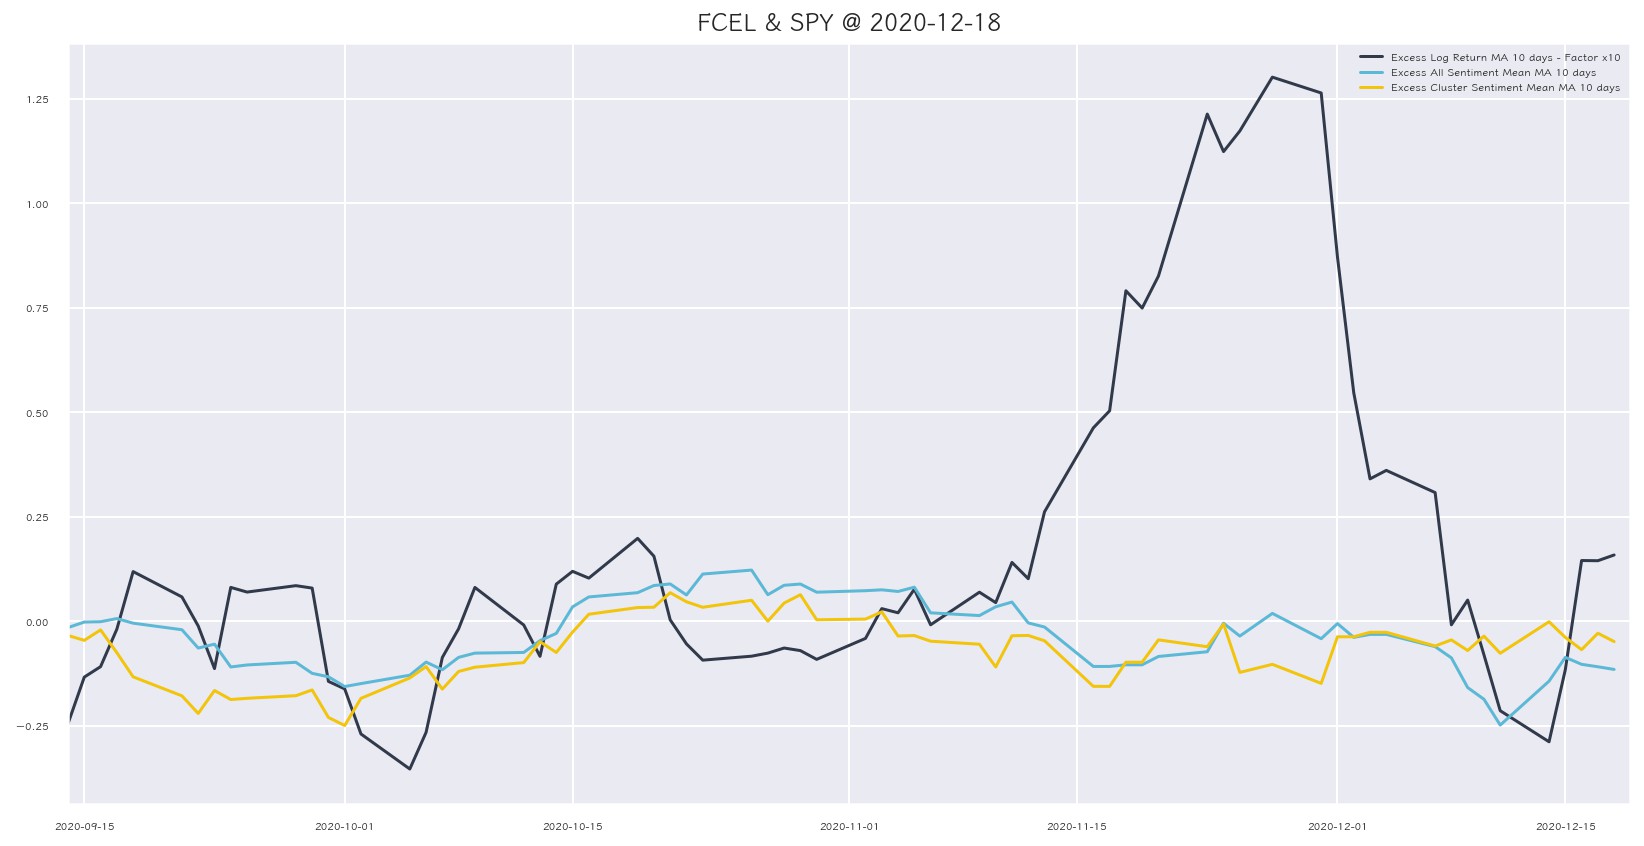 FCEL & SPY @ 2020-12-18
Excess Log Return MA 10 days - Factor x10
Excess All Sentiment Mean MA 10 days
Excess Cluster Sentiment Mean MA 10 days
1.25
1.00
0.75
0.50
0.25
0.00
−0.25
2020-09-15 2020-10-01 2020-10-15 2020-11-01 2020-11-15 2020-12-01 2020-12-15